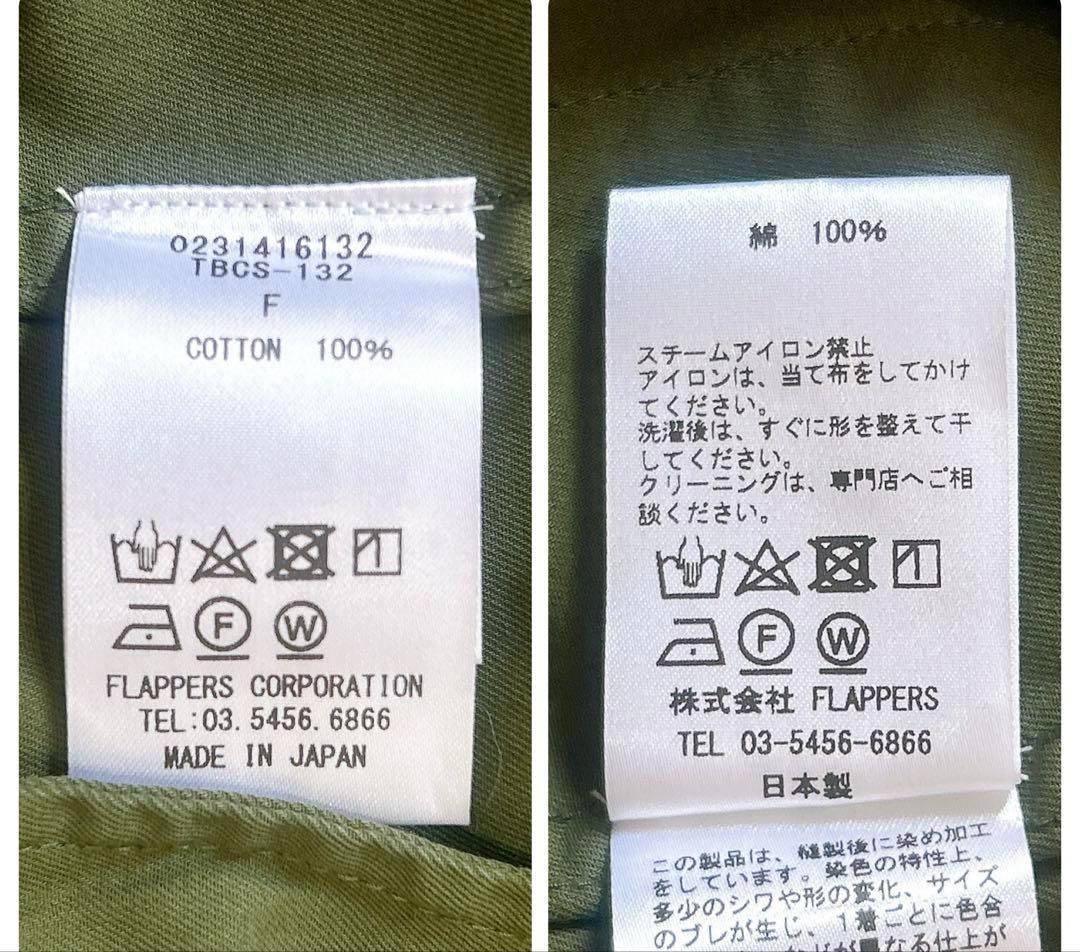 0231416132
TBCS-132
F
COTTON 100%
F W
FLAPPERS CORPORATION
TEL:03.5456.6866
MADE IN JAPAN
綿 100%
スチームアイロン禁止
アイロンは、当て布をしてかけ
てください。
洗濯後は、すぐに形を整えて干
してください。
クリーニングは、専門店へご相
談ください。
F W
株式会社 FLAPPERS
TEL 03-5456-6866
日本製
この製品は、縫製後に染め加工
をしています。染色の特性上、
多少のシワや形の変化、サイズ
のブレが生じ、1着ごとに色合
なる仕上が